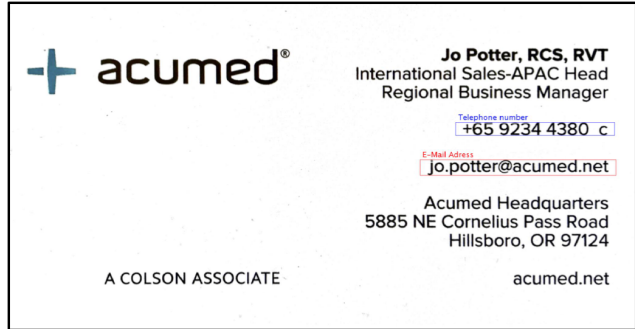 acumed®
Jo Potter, RCS, RVT
International Sales-APAC Head
Regional Business Manager
Telephone number
+65 9234 4380 c
E-Mail Adress
jo.potter@acumed.net
Acumed Headquarters
5885 NE Cornelius Pass Road
Hillsboro, OR 97124
A COLSON ASSOCIATE
acumed.net